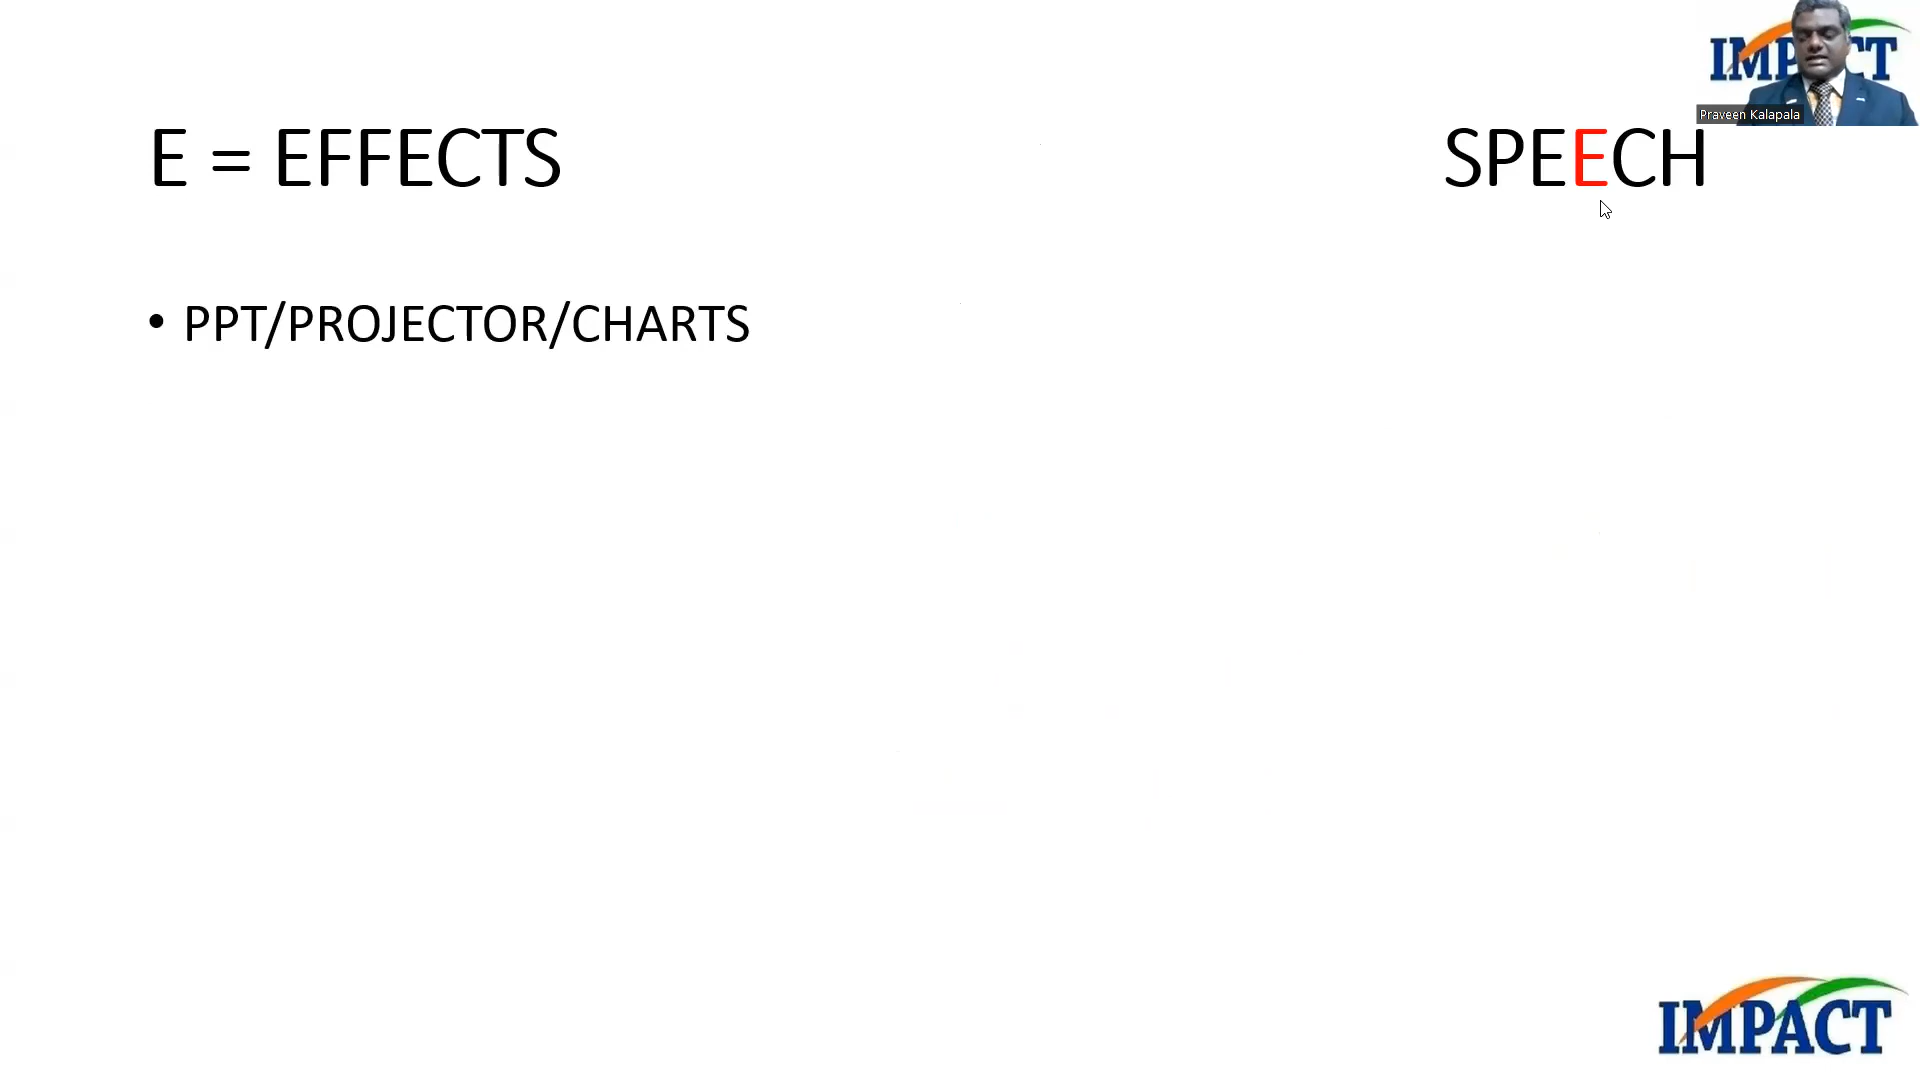 IMPACT
Praveen Kalapala
E = EFFECTS
SPEECH
• PPT/PROJECTOR/CHARTS
IMPACT